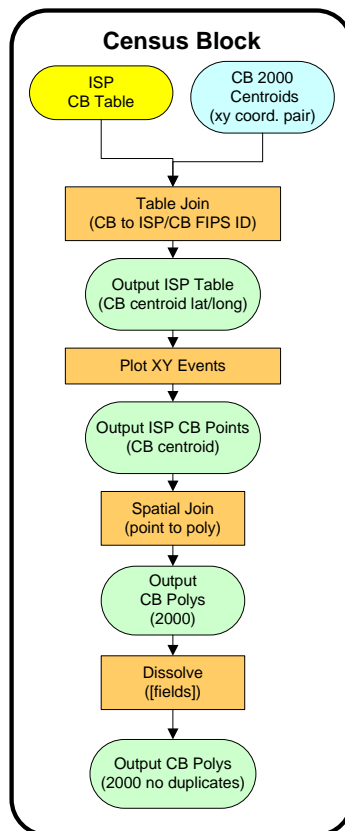 Census Block
ISP
CB Table
CB 2000
Centroids
(xy coord. pair)
Table Join
(CB to ISP/CB FIPS ID)
Output ISP Table
(CB centroid lat/long)
Plot XY Events
Output ISP CB Points
(CB centroid)
Spatial Join
(point to poly)
Output
CB Polys
(2000)
Dissolve
([fields])
Output CB Polys
(2000 no duplicates)